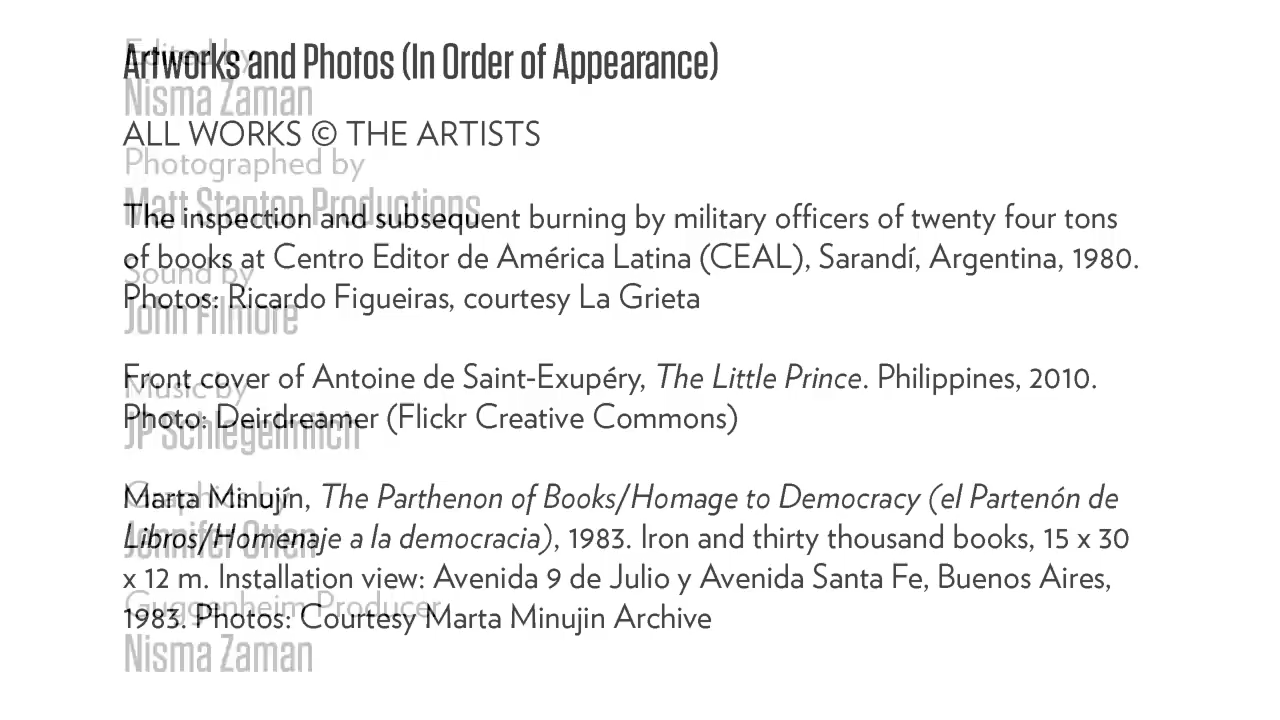 Artworks and Photos (In Order of Appearance)
ALL WORKS © THE ARTISTS
The inspection and subsequent burning by military officers of twenty four tons
of books at Centro Editor de América Latina (CEAL), Sarandí, Argentina, 1980.
Photos: Ricardo Figueiras, courtesy La Grieta
Front cover of Antoine de Saint-Exupéry, The Little Prince. Philippines, 2010.
Photo: Deirdreamer (Flickr Creative Commons)
Marta Minujín, The Parthenon of Books/Homage to Democracy (el Partenón de
Libros/Homenaje a la democracia), 1983. Iron and thirty thousand books, 15 x 30
x 12 m. Installation view: Avenida 9 de Julio y Avenida Santa Fe, Buenos Aires,
1983. Photos: Courtesy Marta Minujin Archive
Edited by
Nisma Zaman
Photographed by
Matt Stanton Productions
Sound by
John Filmore
Music by
JP Schlegelmilch
Graphics by
Jennifer Otten
Guggenheim Producer
Nisma Zaman